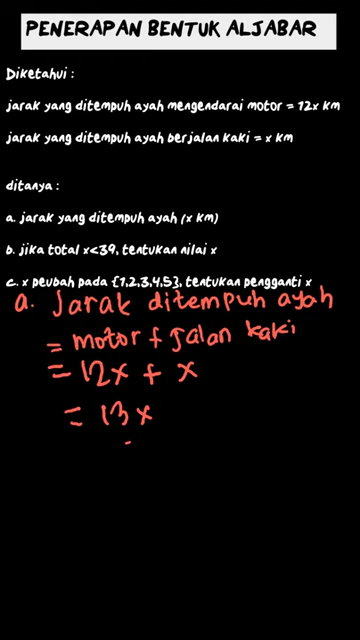 PENERAPAN BENTUK ALJABAR
Diketahui :
jarak yang ditempuh ayah mengendarai motor = 12x km
jarak yang ditempuh ayah berjalan kaki = x km
ditanya :
a. jarak yang ditempuh ayah (x km)
b. jika total x<39, tentukan nilai x
c. x peubah pada {1,2,3,4,5}, tentukan pengganti x
a. Jarak ditempuh ayah
= motor + jalan kaki
= 12x + x
= 13x